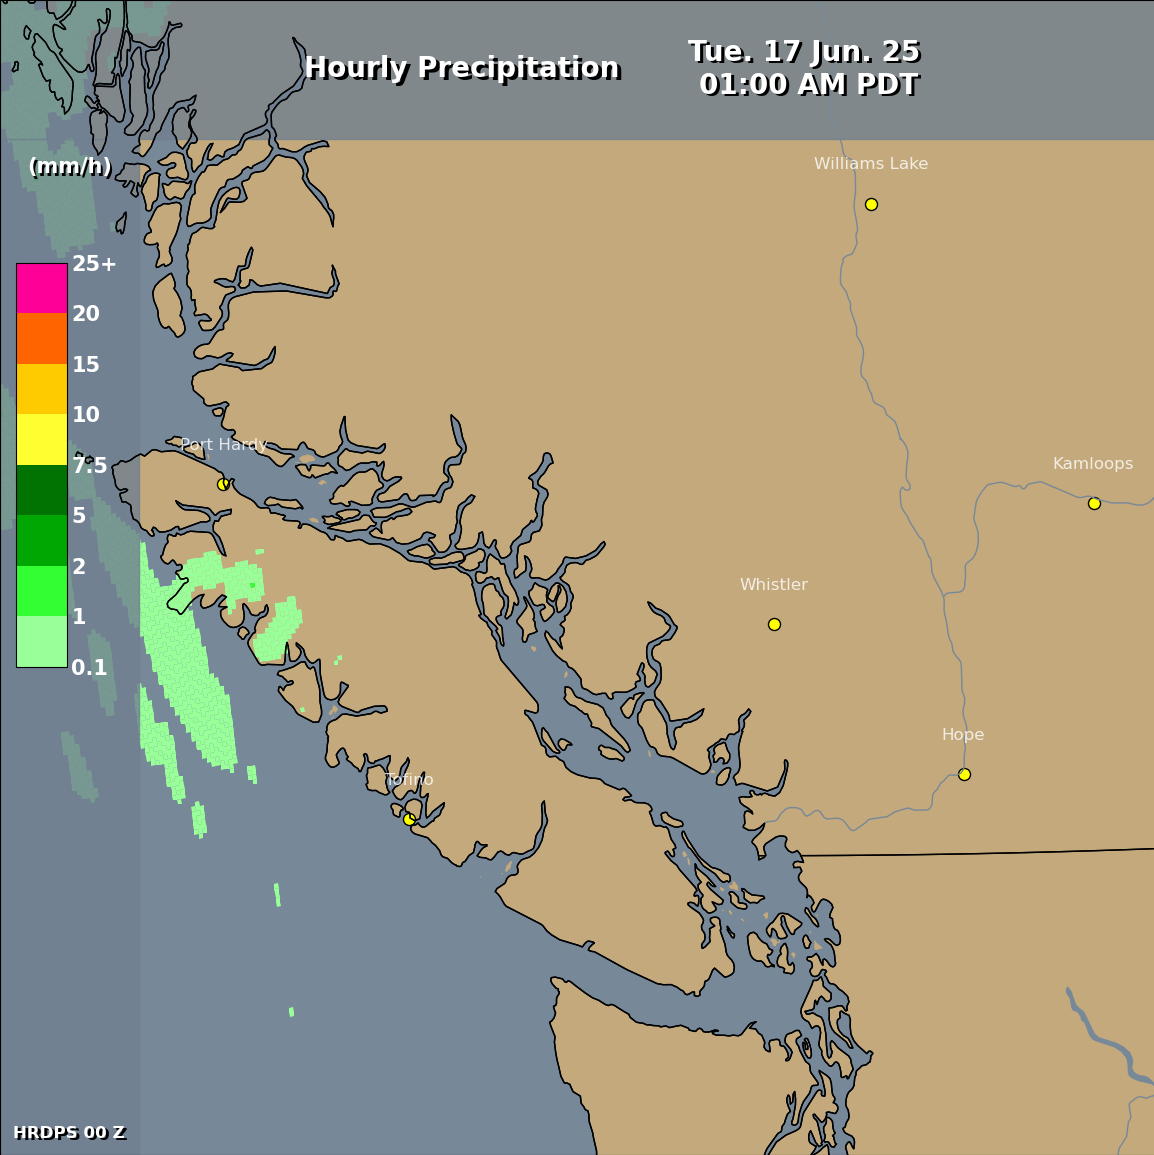 Hourly Precipitation
Tue. 17 Jun. 25
01:00 AM PDT
(mm/h)
Williams Lake
25+
20
15
10
7.5
5
2
1
0.1
Port Hardy
Kamloops
Whistler
Hope
Tofino
HRDPS 00 Z